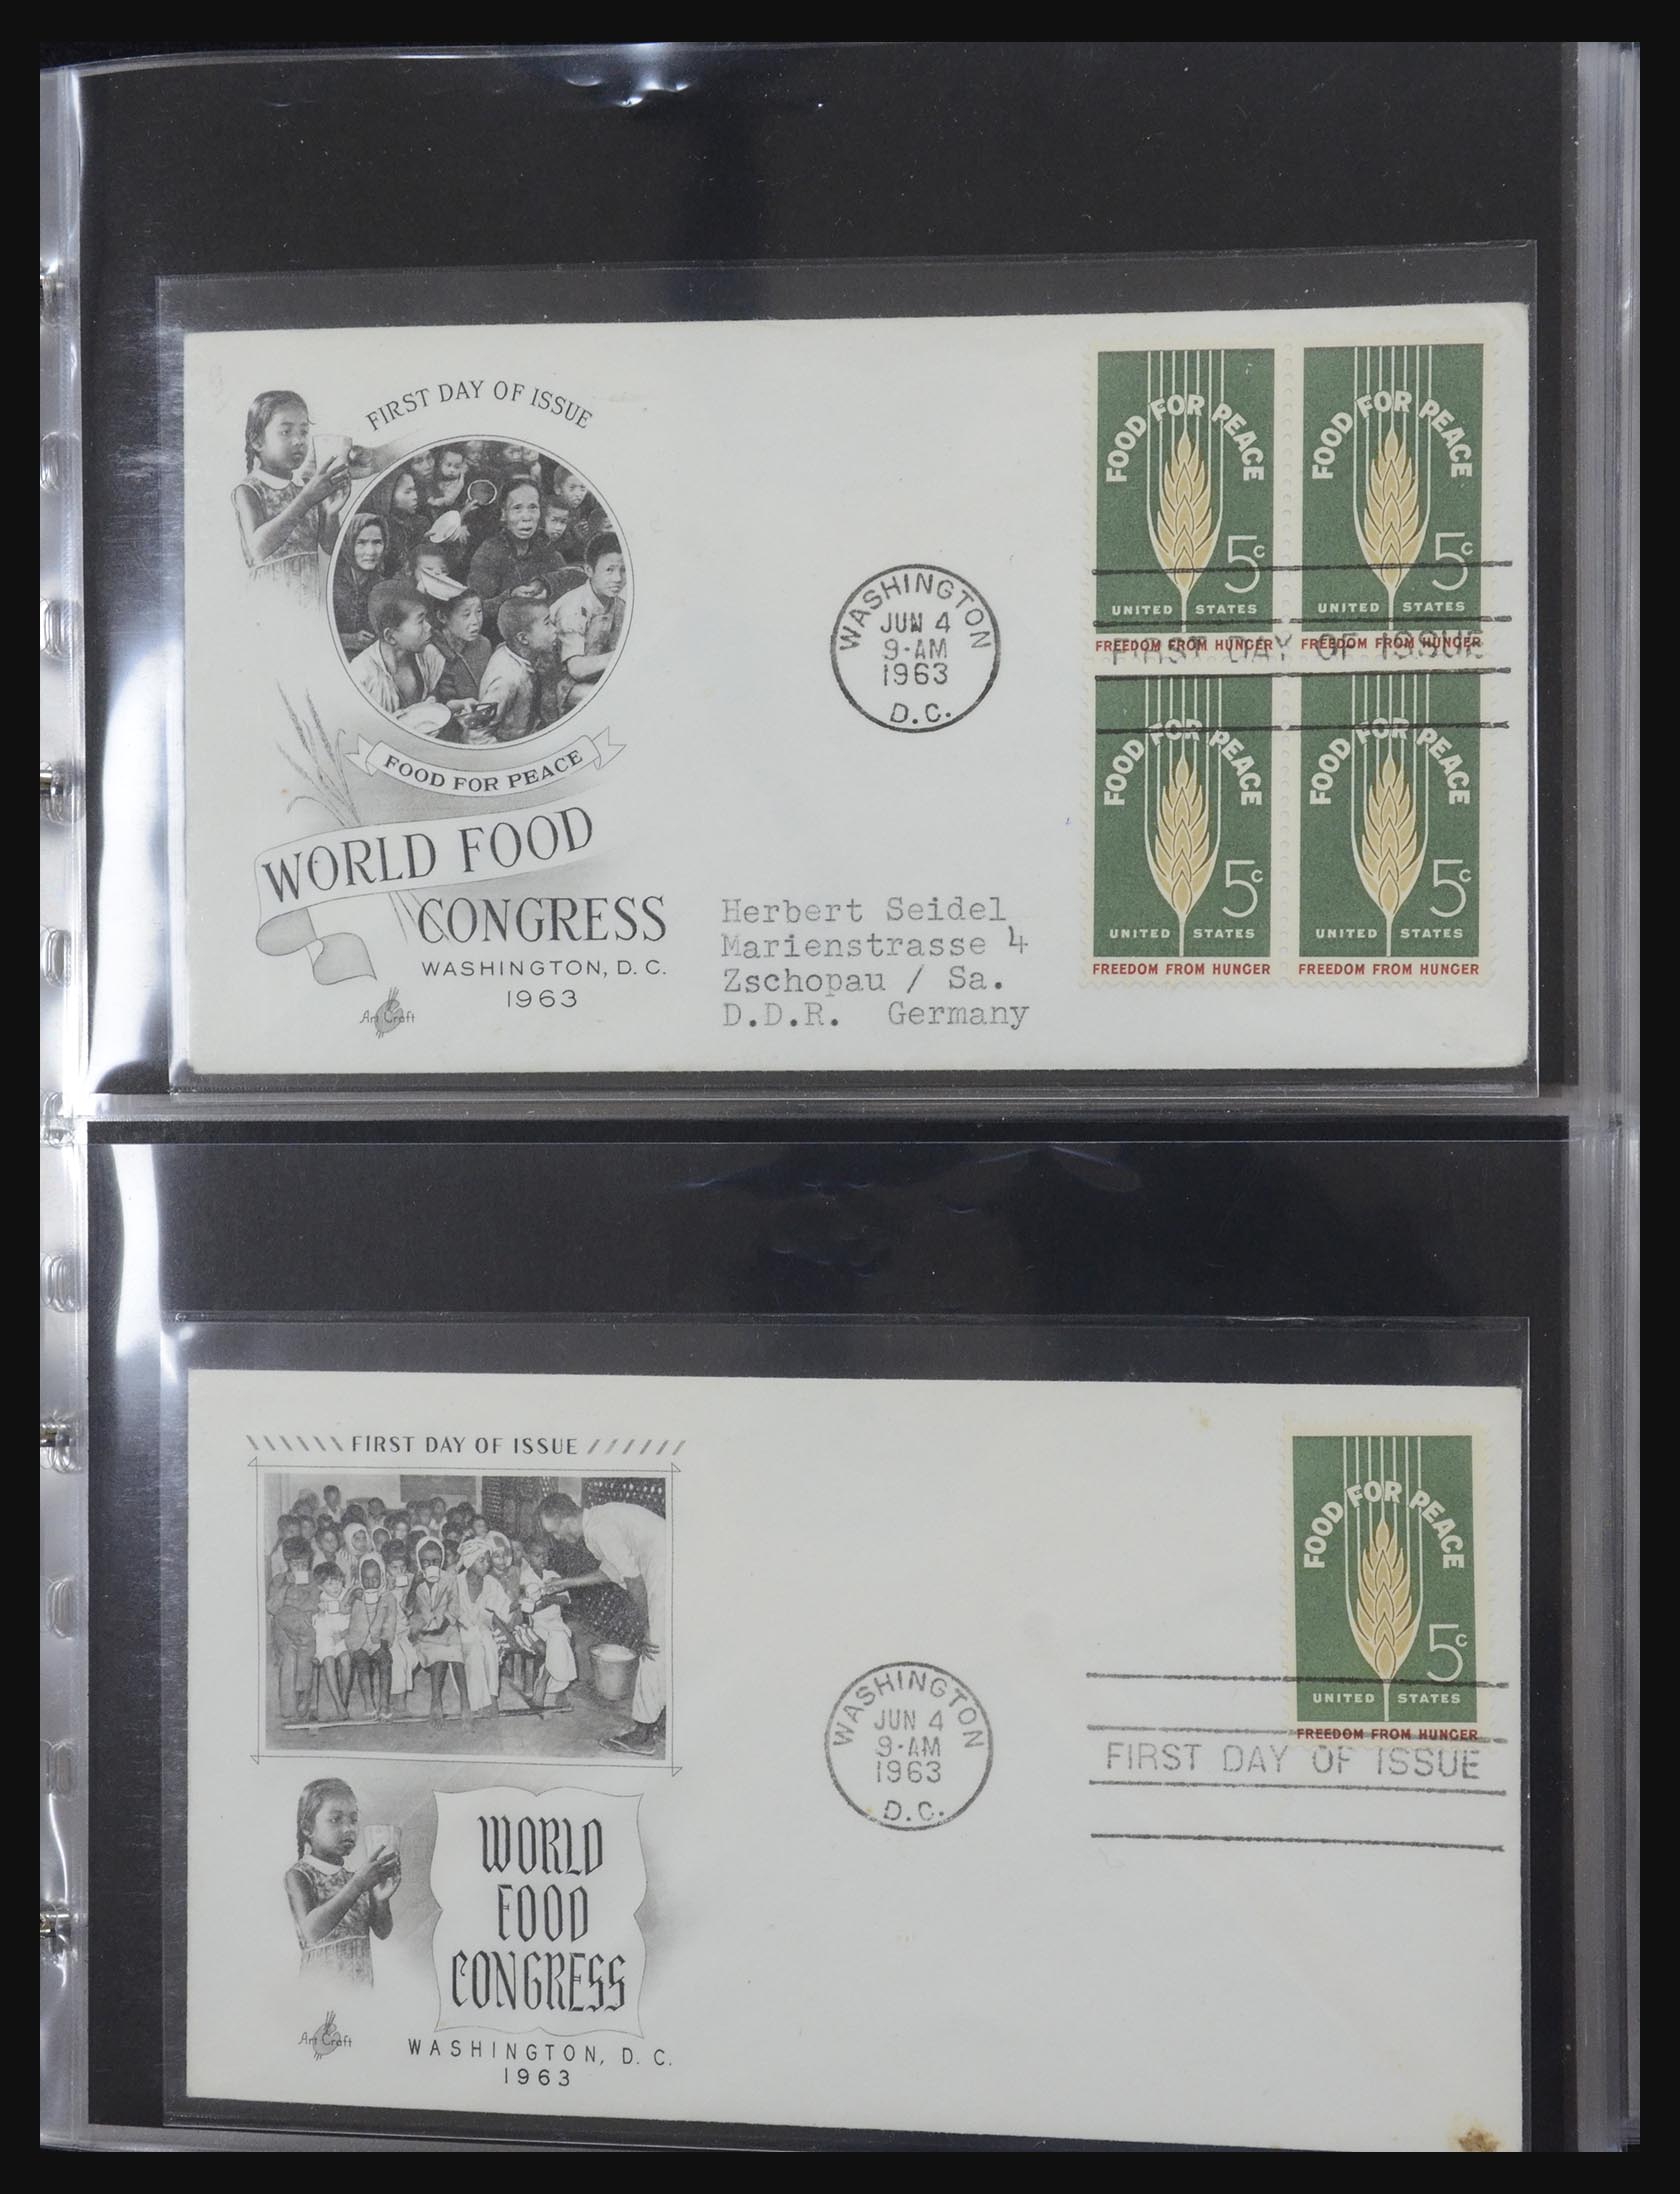 FIRST DAY OF ISSUE
FOOD FOR PEACE
WORLD FOOD
CONGRESS
WASHINGTON, D. C.
1963
Art Craft
WASHINGTON
JUN 4
9-AM
1963
D.C.
Herbert Seidel
Marienstrasse 4
Zschopau / Sa.
D.D.R. Germany
FOOD FOR PEACE
5c
UNITED STATES
FREEDOM FROM HUNGER
FOOD FOR PEACE
5c
UNITED STATES
FREEDOM FROM HUNGER
FIRST DAY OF ISSUE
FOOD FOR PEACE
5c
UNITED STATES
FREEDOM FROM HUNGER
FOOD FOR PEACE
5c
UNITED STATES
FREEDOM FROM HUNGER
FIRST DAY OF ISSUE
WORLD
FOOD
CONGRESS
WASHINGTON, D. C.
1963
Art Craft
WASHINGTON
JUN 4
9-AM
1963
D.C.
FOOD FOR PEACE
5c
UNITED STATES
FREEDOM FROM HUNGER
FIRST DAY OF ISSUE